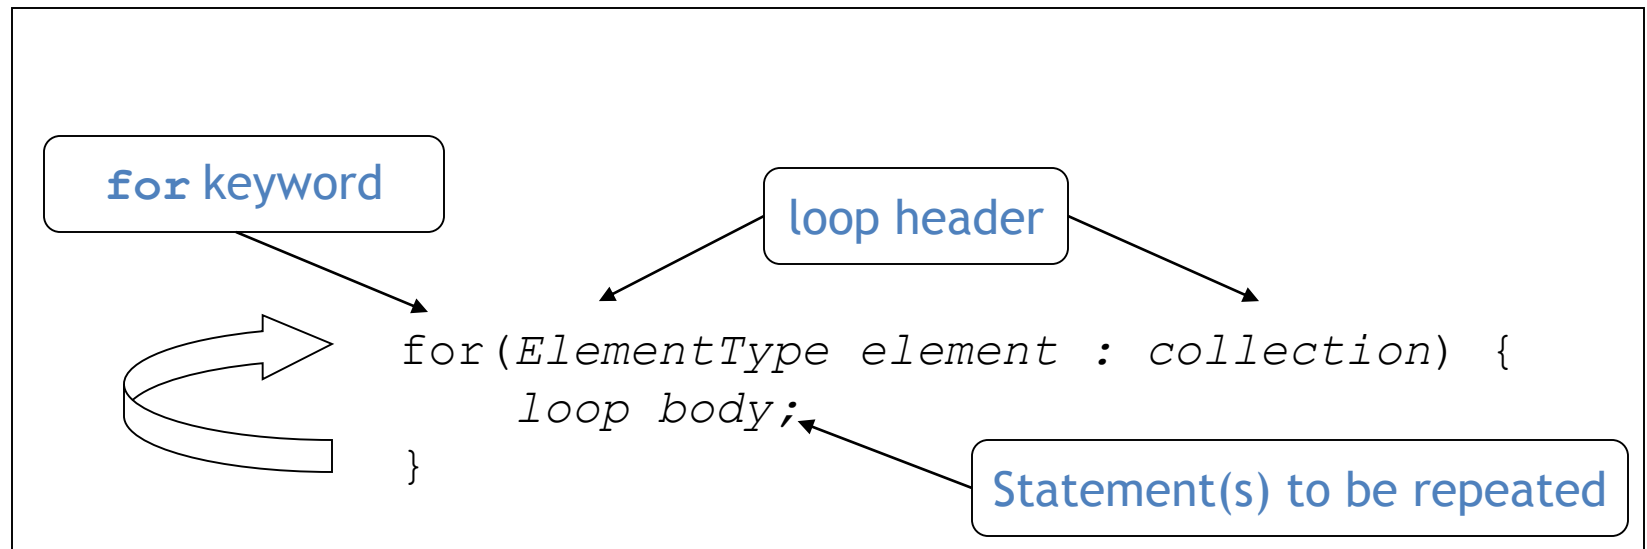 for keyword
loop header
for(ElementType element : collection) {
loop body;
}
Statement(s) to be repeated